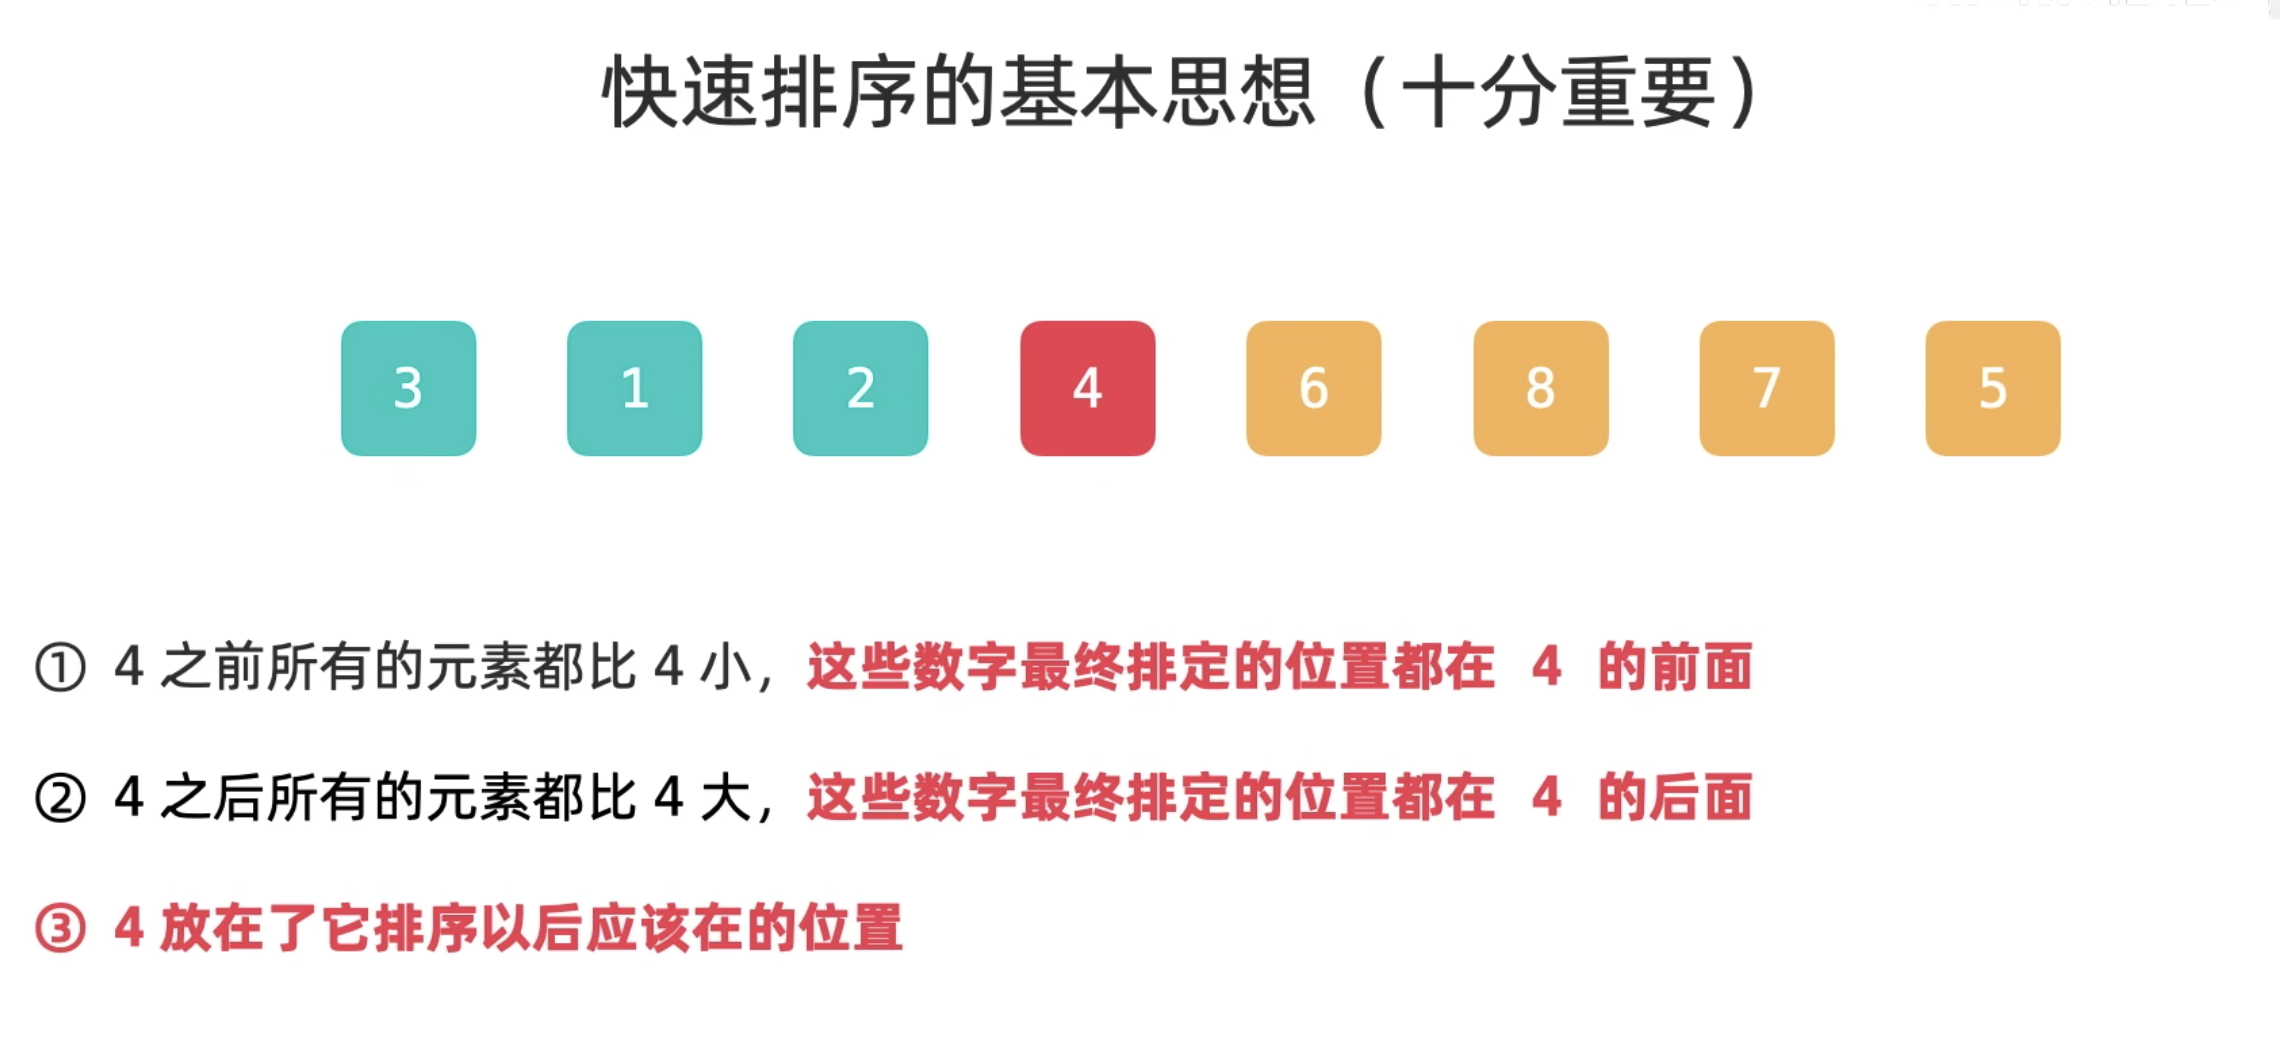 快速排序的基本思想（十分重要）
3 1 2 4 6 8 7 5
① 4 之前所有的元素都比 4 小，这些数字最终排定的位置都在 4 的前面
② 4 之后所有的元素都比 4 大，这些数字最终排定的位置都在 4 的后面
③ 4 放在了它排序以后应该在的位置